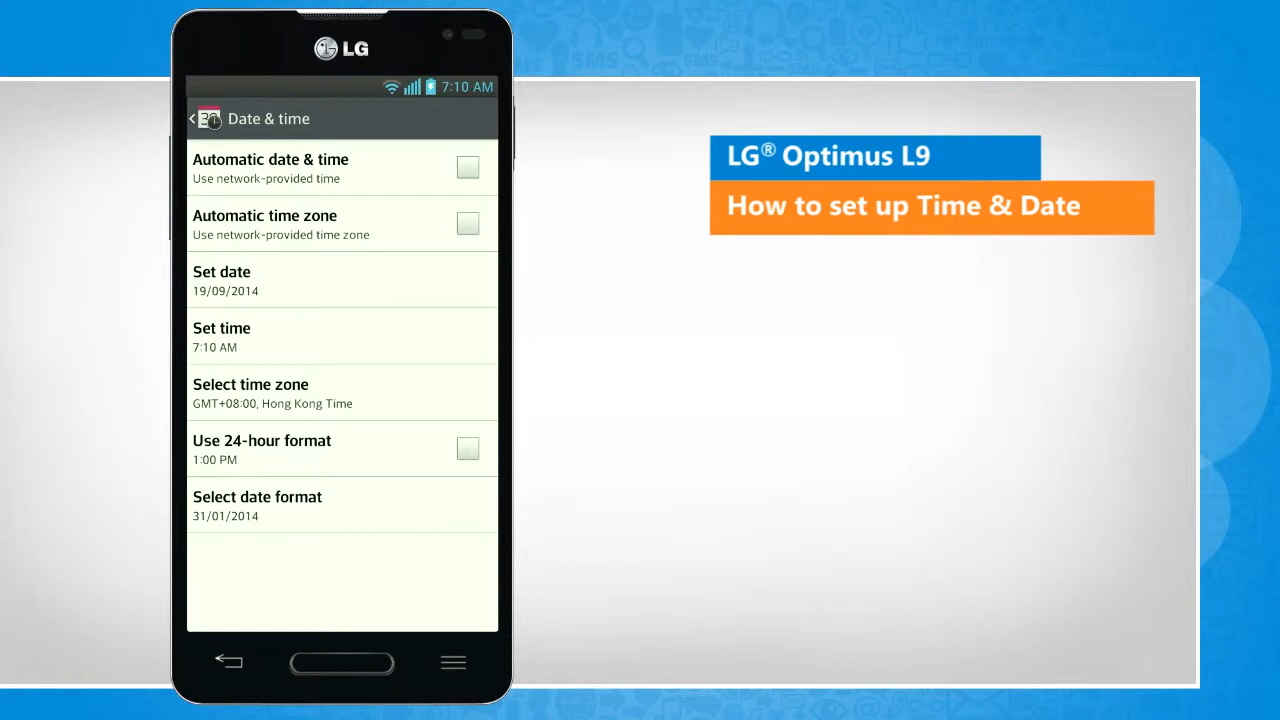 LG
7:10 AM
Date & time
Automatic date & time
Use network-provided time
Automatic time zone
Use network-provided time zone
Set date
19/09/2014
Set time
7:10 AM
Select time zone
GMT+08:00, Hong Kong Time
Use 24-hour format
1:00 PM
Select date format
31/01/2014
LG® Optimus L9
How to set up Time & Date
SMS